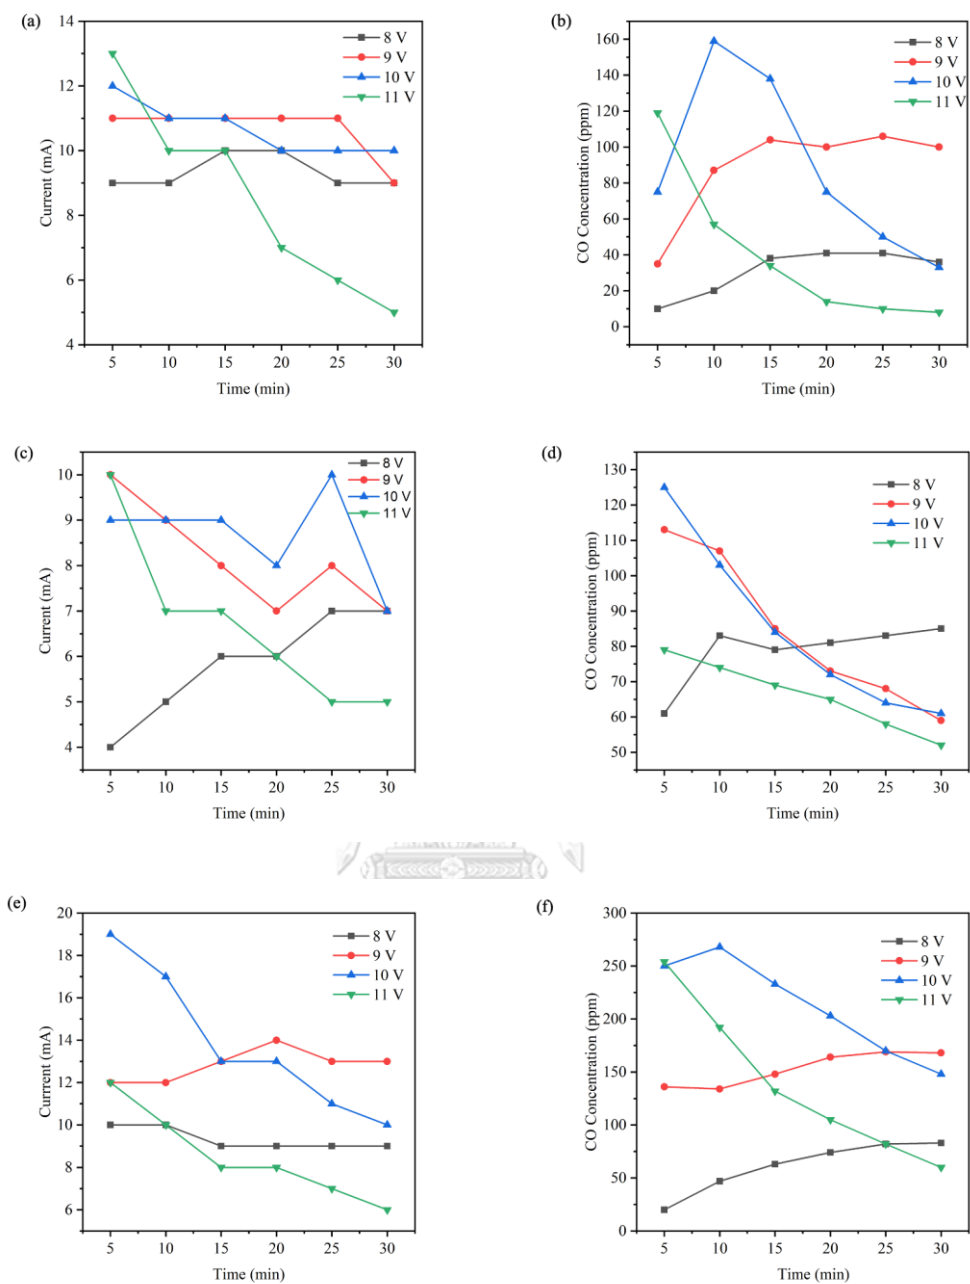 (a)
14
12
10
8
6
4
Current (mA)
8 V
9 V
10 V
11 V
5 10 15 20 25 30
Time (min)
(b)
160
140
120
100
80
60
40
20
0
CO Concentration (ppm)
8 V
9 V
10 V
11 V
5 10 15 20 25 30
Time (min)
(c)
10
9
8
7
6
5
4
Current (mA)
8 V
9 V
10 V
11 V
5 10 15 20 25 30
Time (min)
(d)
130
120
110
100
90
80
70
60
50
CO Concentration (ppm)
8 V
9 V
10 V
11 V
5 10 15 20 25 30
Time (min)
(e)
20
18
16
14
12
10
8
6
Currrent (mA)
8 V
9 V
10 V
11 V
5 10 15 20 25 30
Time (min)
(f)
300
250
200
150
100
50
0
CO Concentration (ppm)
8 V
9 V
10 V
11 V
5 10 15 20 25 30
Time (min)